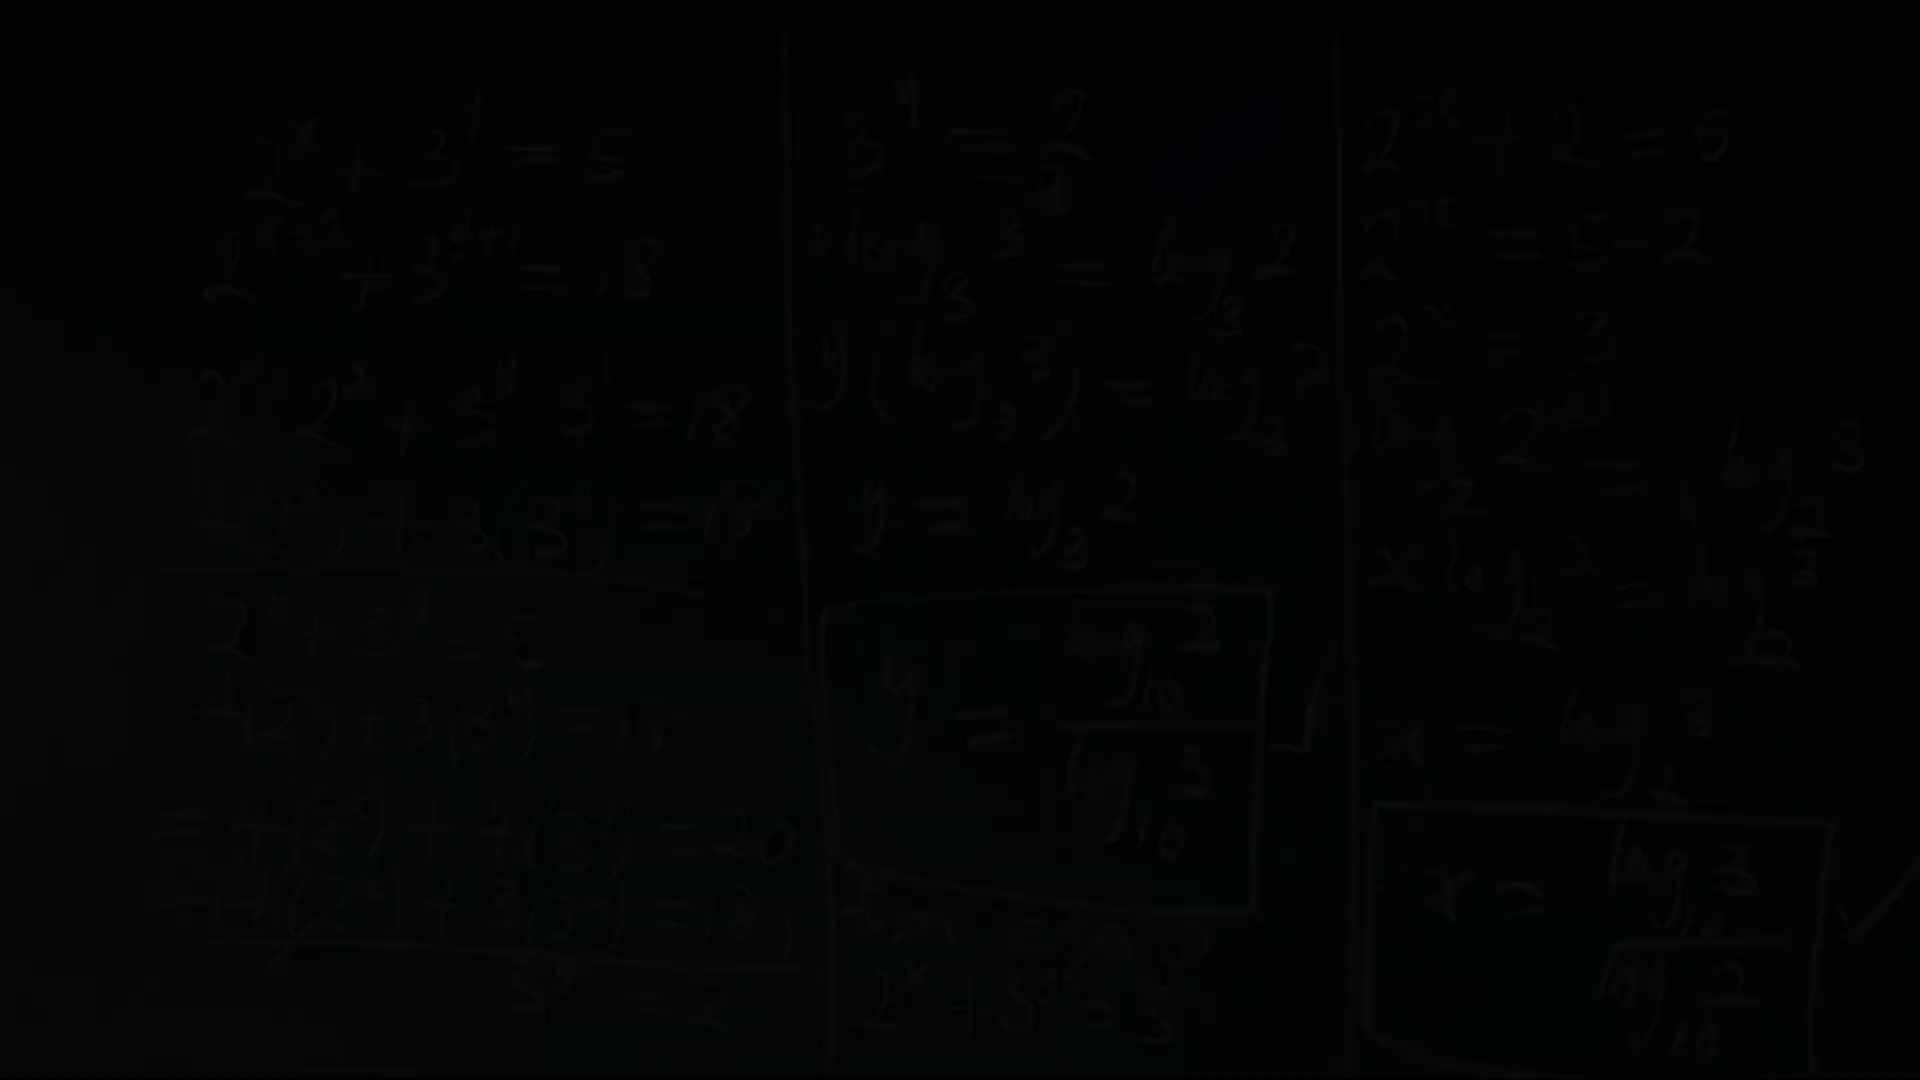 2^x + 3^y = 5
2^{x+2} + 3^{y+1} = 18
2^x 2^2 + 3^y 3^1 = 18
4(2^x) + 3(3^y) = 18
2^x + 3^y = 5
4(2^x) + 3(3^y) = 18
= 4(2^x) + 4(3^y) = 20
- (4(2^x) + 3(3^y) = 18)
3^y = 2
3^y = 2
log_3 3^y = log_3 2
y(log_3 3) = log_3 2
y = log_3 2
y = log_10 2 / log_10 3 ✓
2^x + 3^y = 5
2^x + 2 = 5
2^x = 5 - 2
2^x = 3
log_2 2^x = log_2 3
x log_2 2 = log_2 3
x = log_2 3
x = log_10 3 / log_10 2 ✓